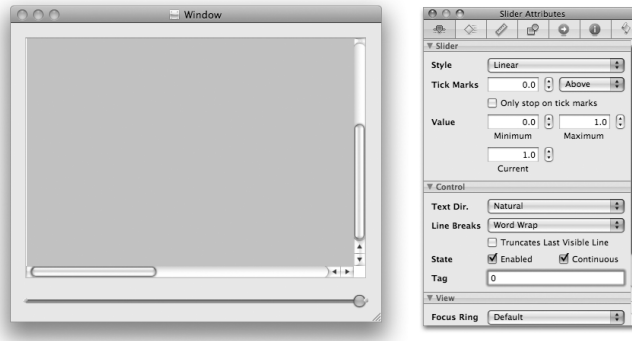 Window
Slider Attributes
Slider
Style Linear
Tick Marks 0.0 Above
Only stop on tick marks
Value 0.0 1.0
Minimum Maximum
1.0
Current
Control
Text Dir. Natural
Line Breaks Word Wrap
Truncates Last Visible Line
State Enabled Continuous
Tag 0
View
Focus Ring Default